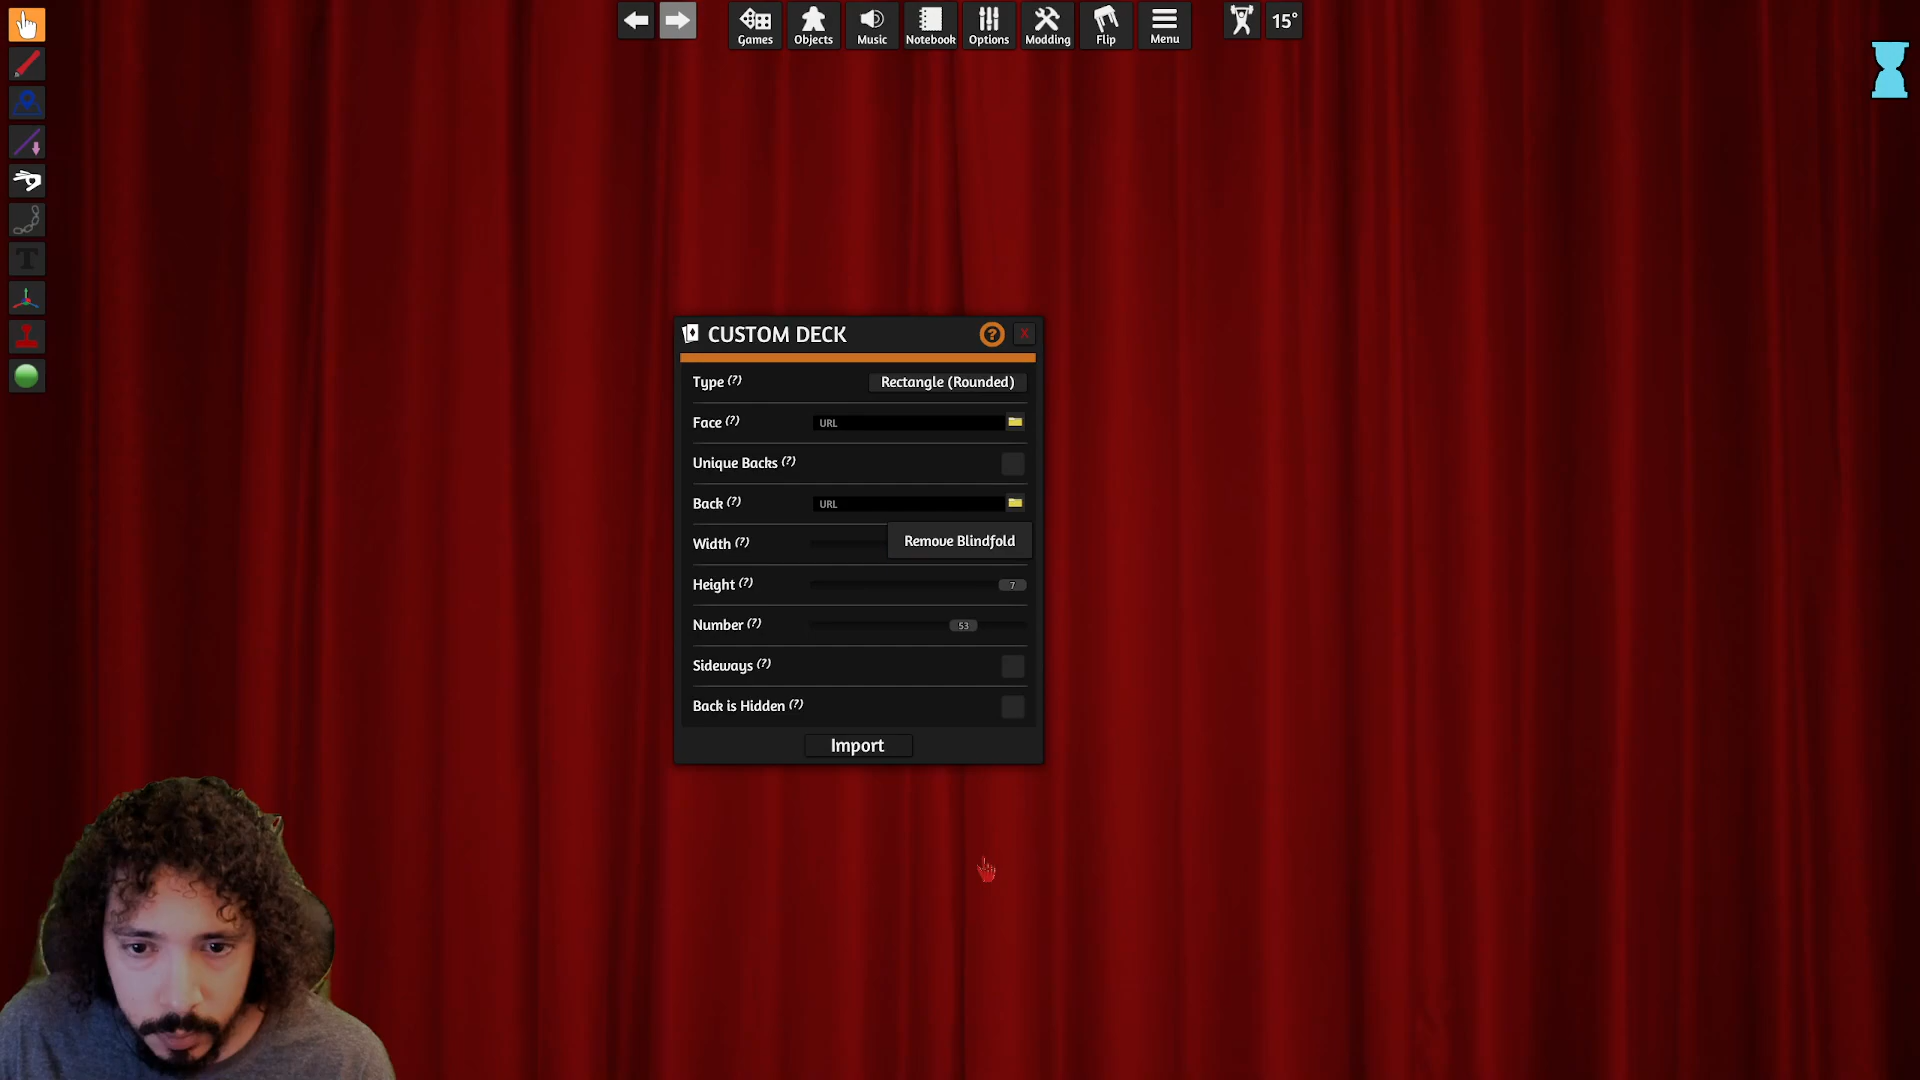 Games
Objects
Music
Notebook
Options
Modding
Flip
Menu
15°
CUSTOM DECK
?
X
Type (?)
Rectangle (Rounded)
Face (?)
URL
Unique Backs (?)
Back (?)
URL
Width (?)
Remove Blindfold
Height (?)
7
Number (?)
53
Sideways (?)
Back is Hidden (?)
Import